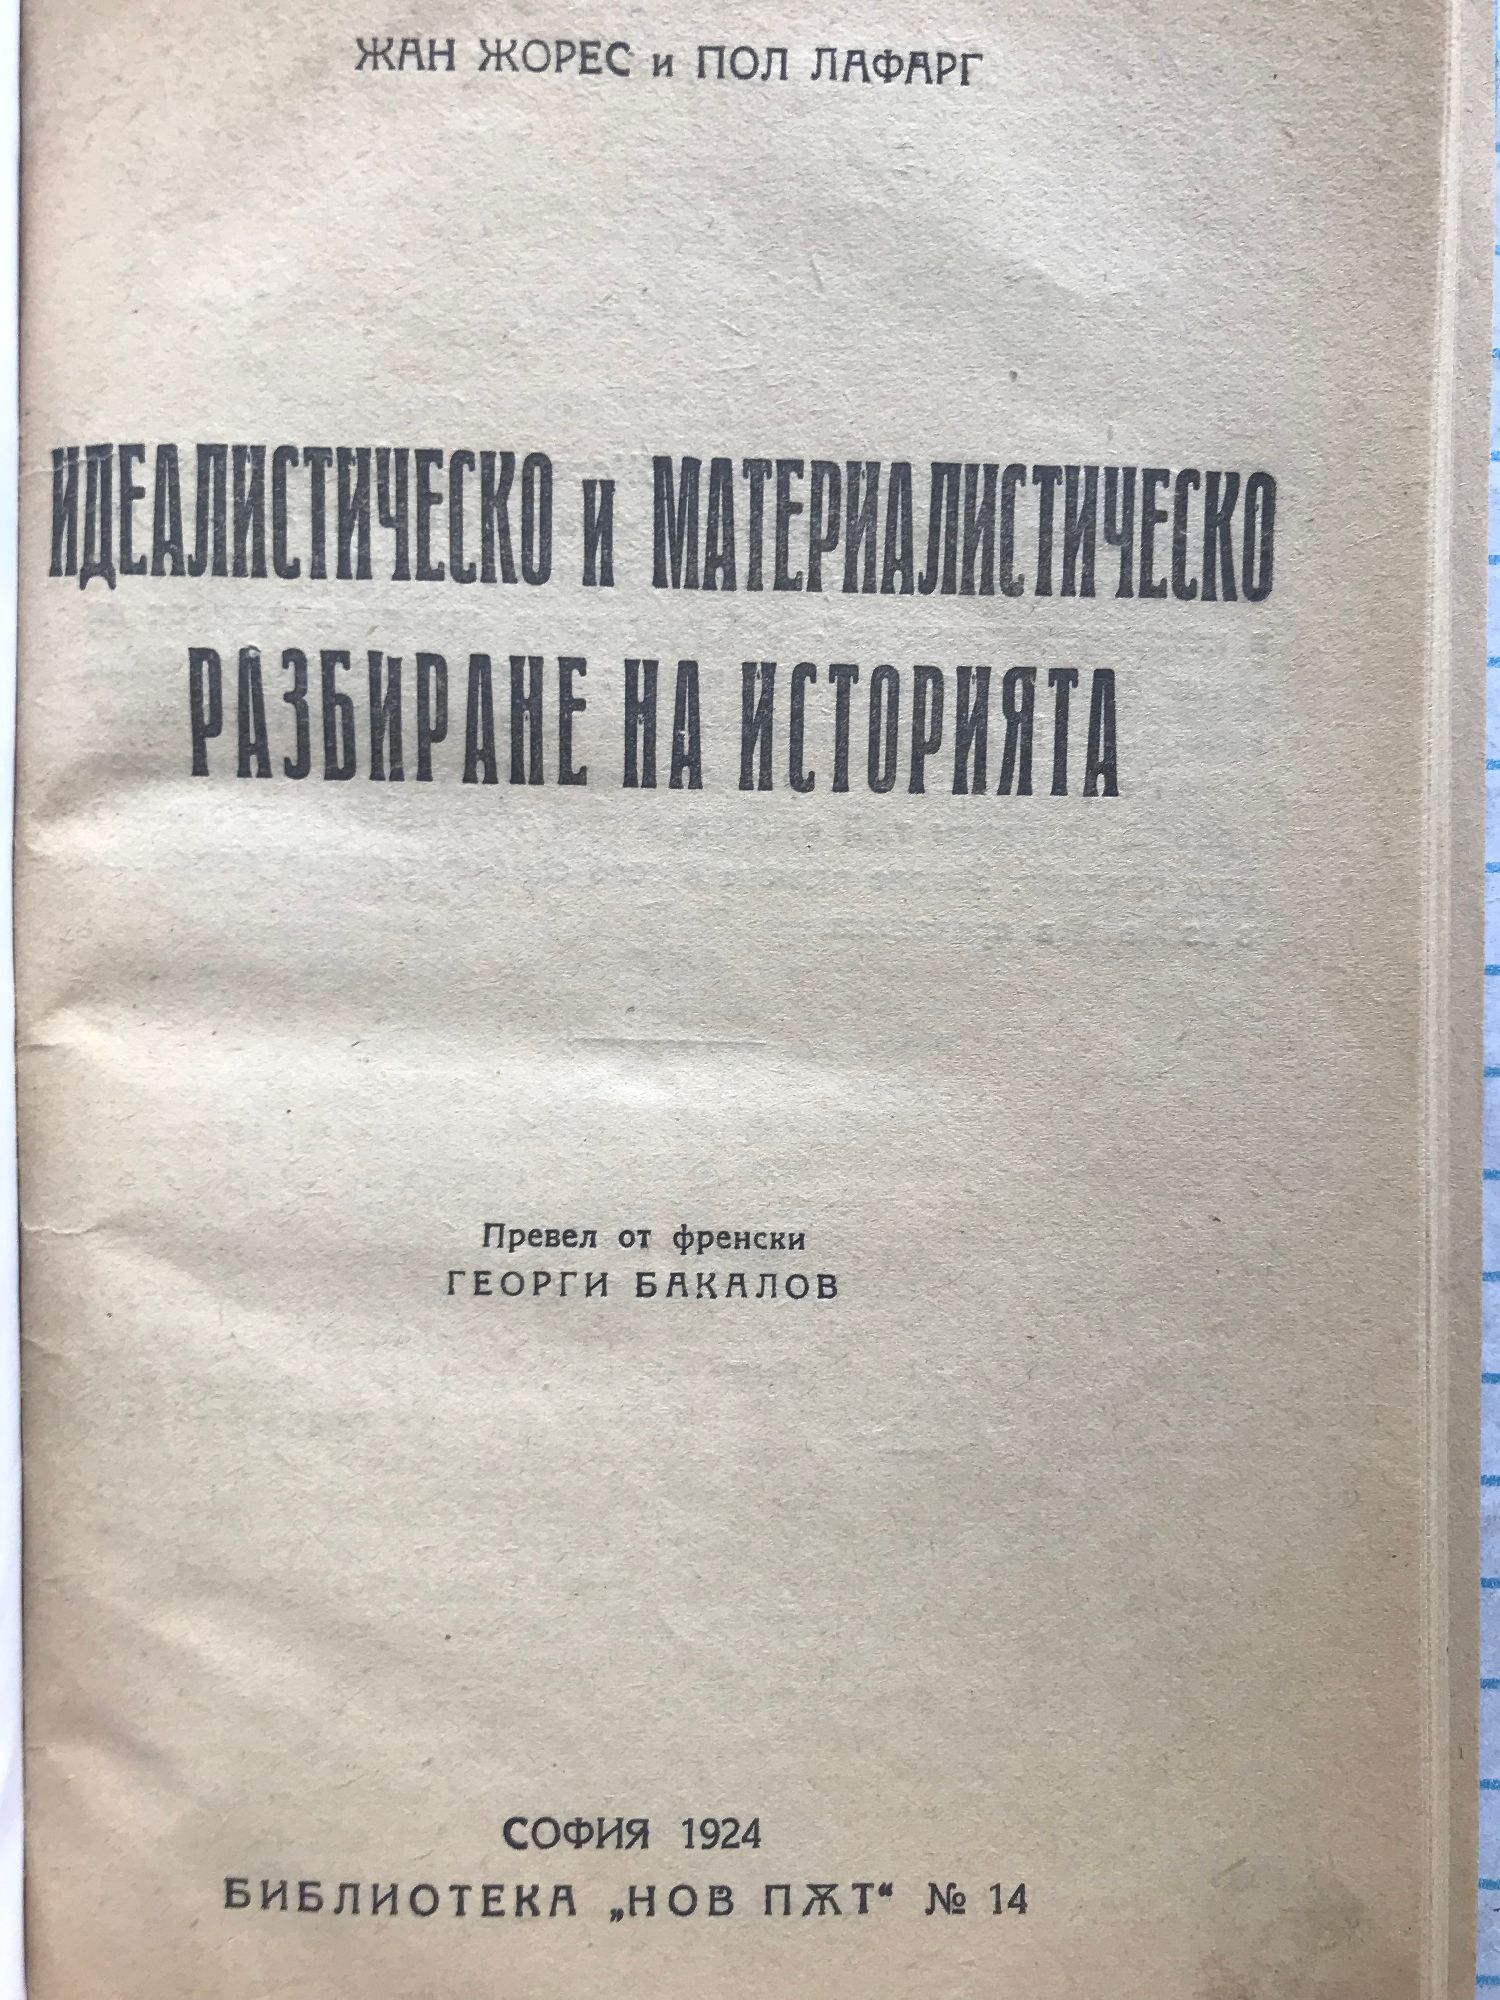 ЖАН ЖОРЕС и ПОЛ ЛАФАРГ
ИДЕАЛИСТИЧЕСКО И МАТЕРИАЛИСТИЧЕСКО
РАЗБИРАНЕ НА ИСТОРИЯТА
Превел от френски
ГЕОРГИ БАКАЛОВ
СОФИЯ 1924
БИБЛИОТЕКА „НОВ ПѪТ“ № 14